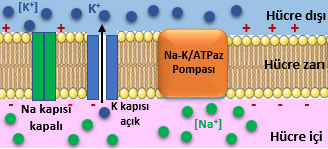 [K⁺]
K⁺
Hücre dışı
Na-K/ATPaz
Pompası
Hücre zarı
Na kapısı
kapalı
K kapısı
açık
[Na⁺]
Hücre içi